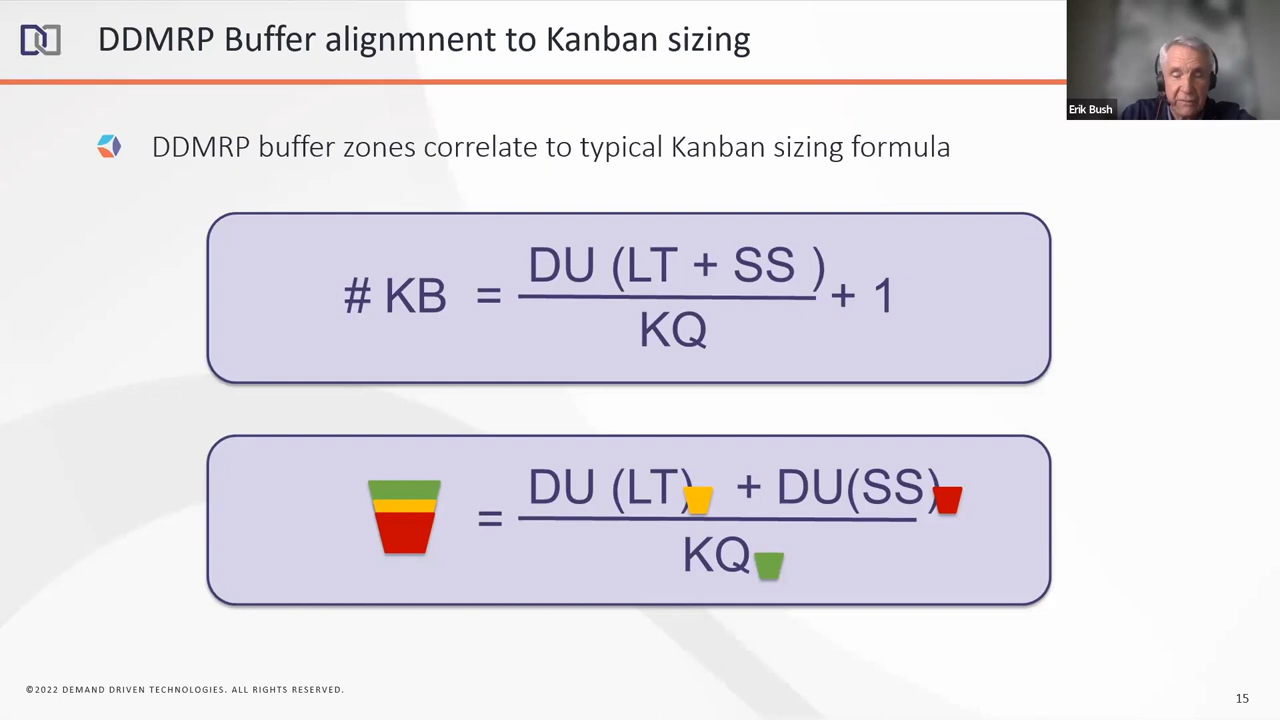 DDMRP Buffer alignmnent to Kanban sizing
Erik Bush
DDMRP buffer zones correlate to typical Kanban sizing formula
# KB = DU (LT + SS ) + 1
KQ
= DU (LT) + DU(SS)
KQ
©2022 DEMAND DRIVEN TECHNOLOGIES. ALL RIGHTS RESERVED.
15